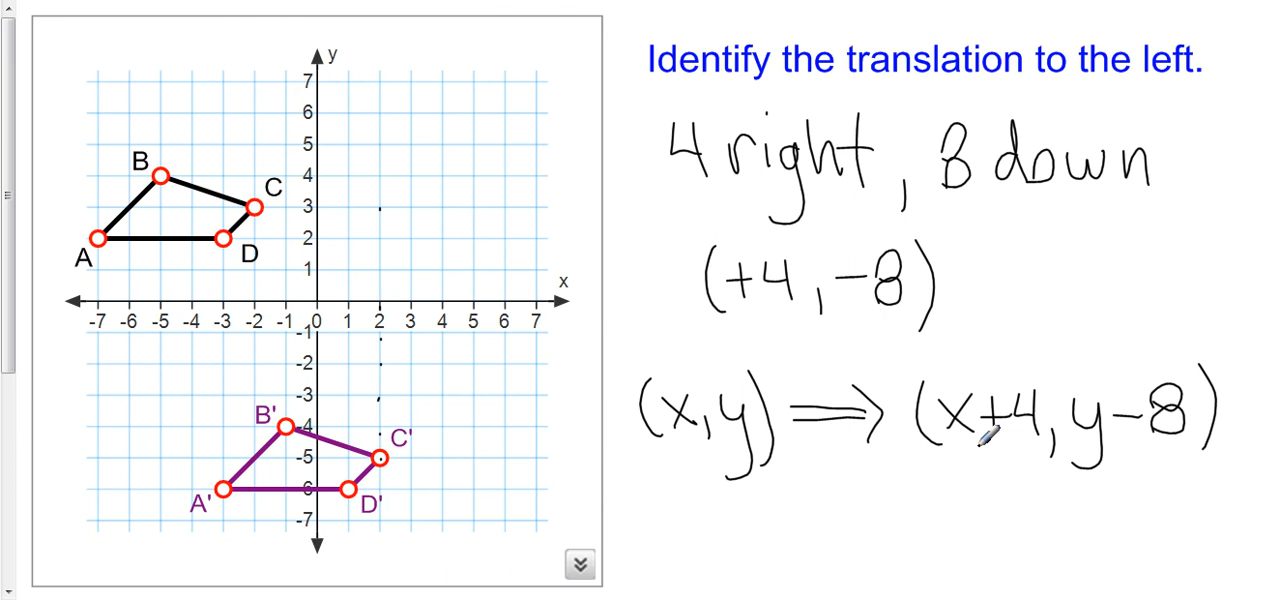 Identify the translation to the left.
4 right, 8 down
(+4, -8)
(x, y) ⟹ (x+4, y-8)
y
7
6
5
4
3
2
1
x
-7 -6 -5 -4 -3 -2 -1 0 1 2 3 4 5 6 7
-1
-2
-3
-4
-5
-6
-7
B
C
A
D
B'
C'
A'
D'